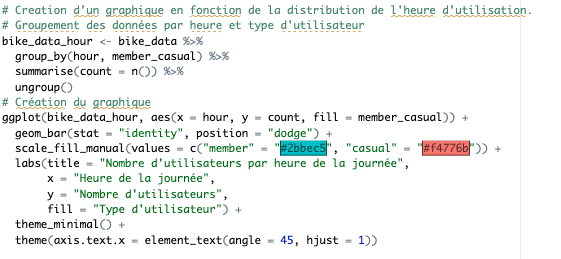 # Creation d'un graphique en fonction de la distribution de l'heure d'utilisation.
# Groupement des données par heure et type d'utilisateur
bike_data_hour <- bike_data %>%
  group_by(hour, member_casual) %>%
  summarise(count = n()) %>%
  ungroup()
# Création du graphique
ggplot(bike_data_hour, aes(x = hour, y = count, fill = member_casual)) +
  geom_bar(stat = "identity", position = "dodge") +
  scale_fill_manual(values = c("member" = "#2bbec5", "casual" = "#f4776b")) +
  labs(title = "Nombre d'utilisateurs par heure de la journée",
       x = "Heure de la journée",
       y = "Nombre d'utilisateurs",
       fill = "Type d'utilisateur") +
  theme_minimal() +
  theme(axis.text.x = element_text(angle = 45, hjust = 1))